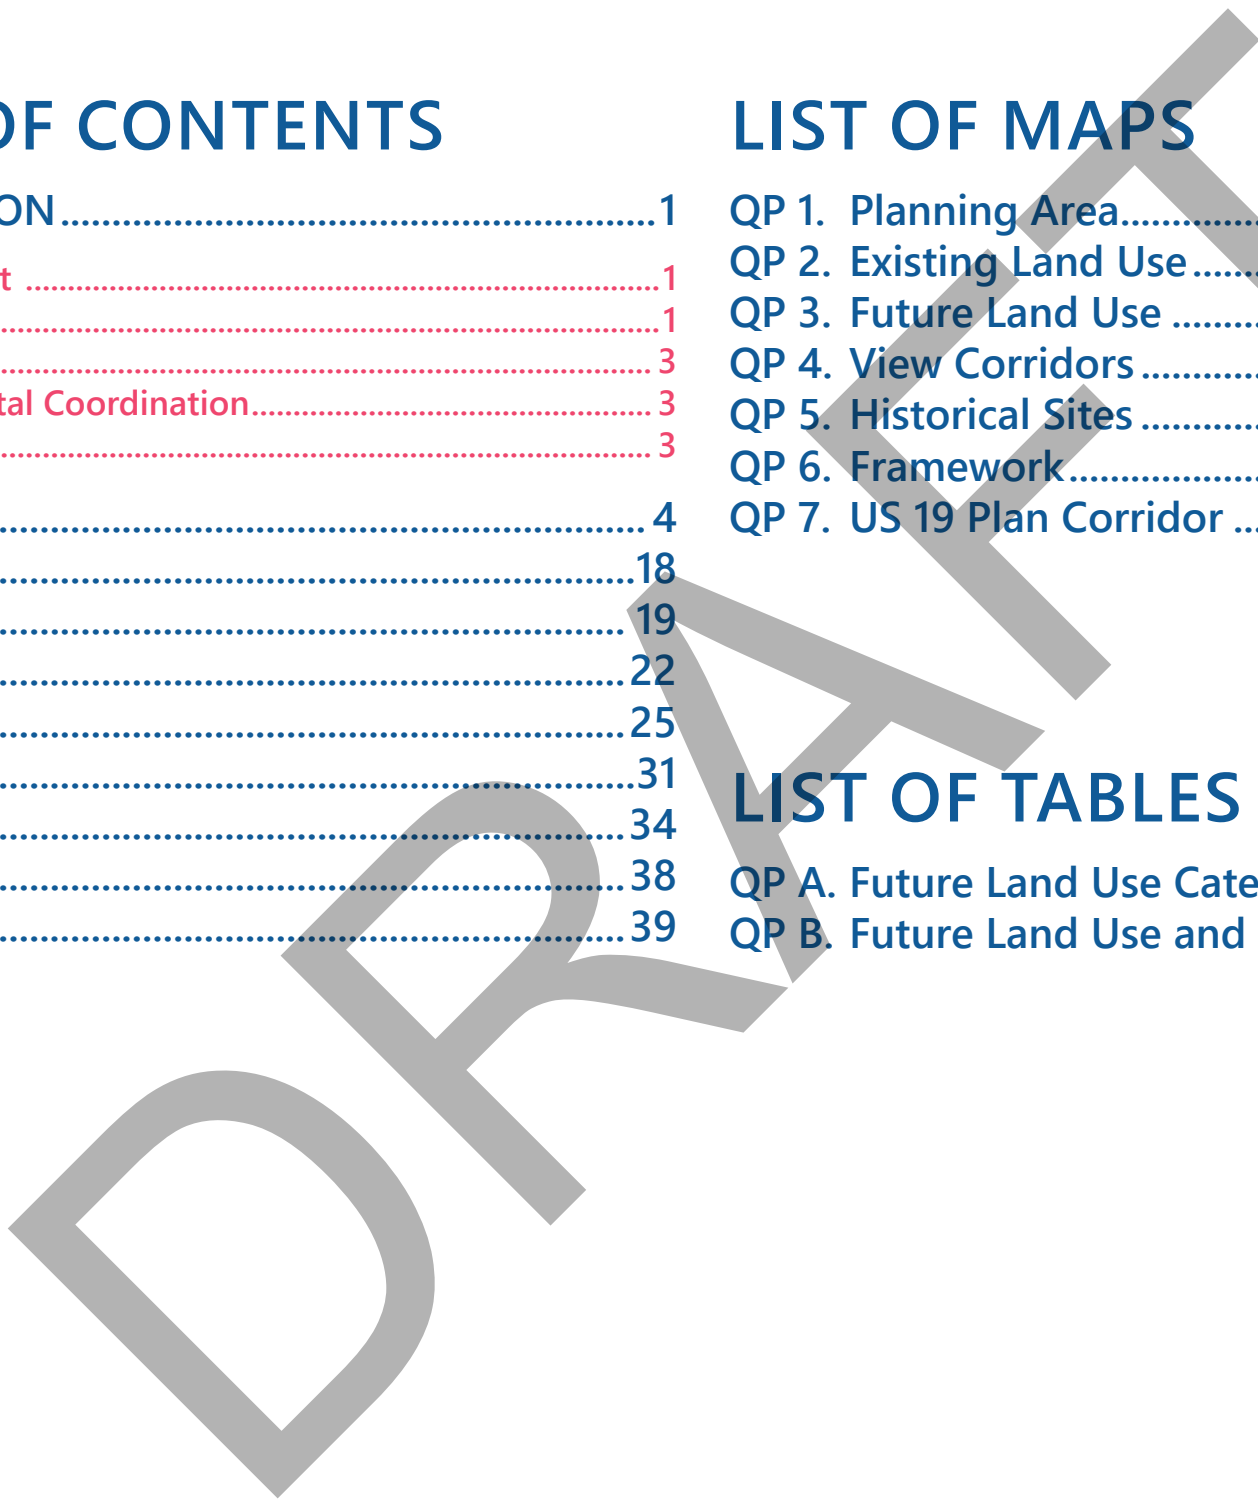 OF CONTENTS
ON........................................................1
t ...........................................................................1
..............................................................................1
.............................................................................3
tal Coordination................................................3
.............................................................................3
............................................................4
...........................................................18
..........................................................19
..........................................................22
..........................................................25
...........................................................31
..........................................................34
..........................................................38
..........................................................39
LIST OF MAPS
QP 1. Planning Area.............
QP 2. Existing Land Use......
QP 3. Future Land Use ........
QP 4. View Corridors...........
QP 5. Historical Sites...........
QP 6. Framework..................
QP 7. US 19 Plan Corridor ..
LIST OF TABLES
QP A. Future Land Use Cate
QP B. Future Land Use and
DRAFT